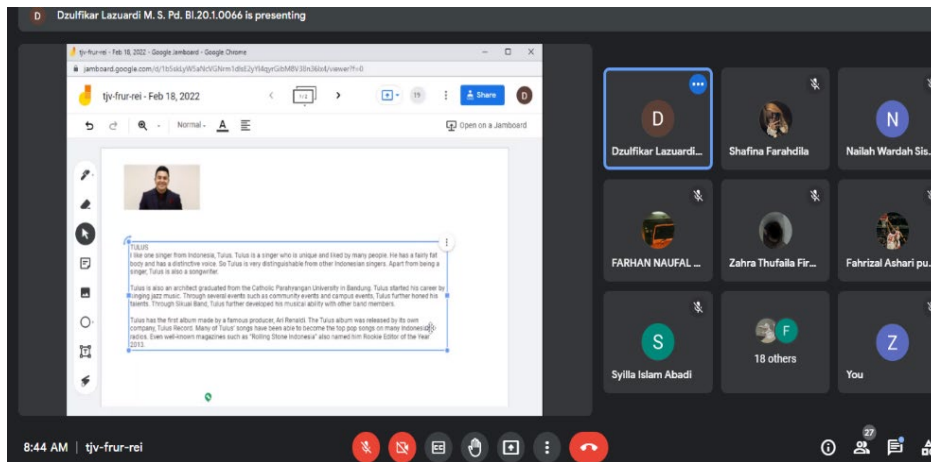 D Dzulfikar Lazuardi M. S. Pd. BI.20.1.0066 is presenting
tjv-frur-rei - Feb 18, 2022 - Google Jamboard - Google Chrome
tjv-frur-rei - Feb 18, 2022
1/2
19
Share
D
Normal
A
Open on a Jamboard
TULUS
I like one singer from Indonesia, Tulus. Tulus is a singer who is unique and liked by many people. He has a fairly fat
body and has a distinctive voice. So Tulus is very distinguishable from other Indonesian singers. Apart from being a
singer, Tulus is also a songwriter.
Tulus is also an architect graduated from the Catholic Parahyangan University in Bandung. Tulus started his career by
singing jazz music. Through several events such as community events and campus events, Tulus further honed his
talents. Through Sikuai Band, Tulus further developed his musical ability with other band members.
Tulus has the first album made by a famous producer, Ari Renaldi. The Tulus album was released by its own
company, Tulus Record. Many of Tulus' songs have been able to become the top pop songs on many Indonesia
radios. Even well-known magazines such as "Rolling Stone Indonesia" also named him Rookie Editor of the Year
2013.
D
Dzulfikar Lazuardi...
Shafina Farahdila
N
Nailah Wardah Sis...
FARHAN NAUFAL ...
Zahra Thufaila Fir...
Fahrizal Ashari pu...
S
Syilla Islam Abadi
F
18 others
Z
You
8:44 AM | tjv-frur-rei
27